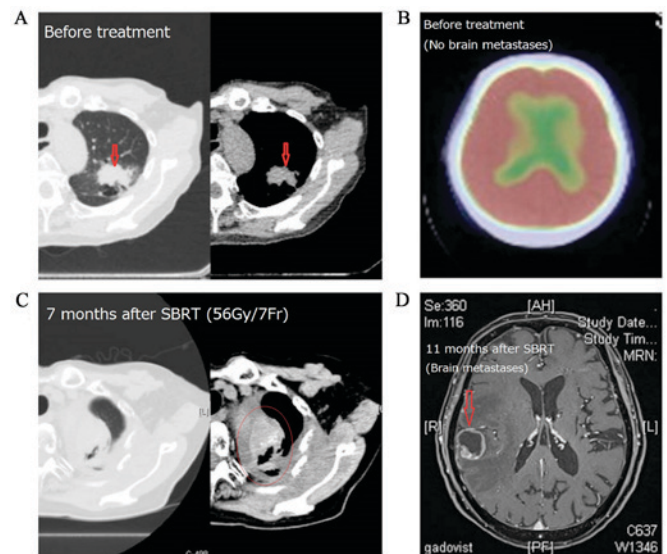 A
Before treatment
B
Before treatment
(No brain metastases)
C
7 months after SBRT (56Gy/7Fr)
[L]
D
Se:360
Im:116
[AH]
Study Date...
Study Tim...
MRN:
11 months after SBRT
(Brain metastases)
[R]
[L]
C637
W1346
gadovist
[PF]